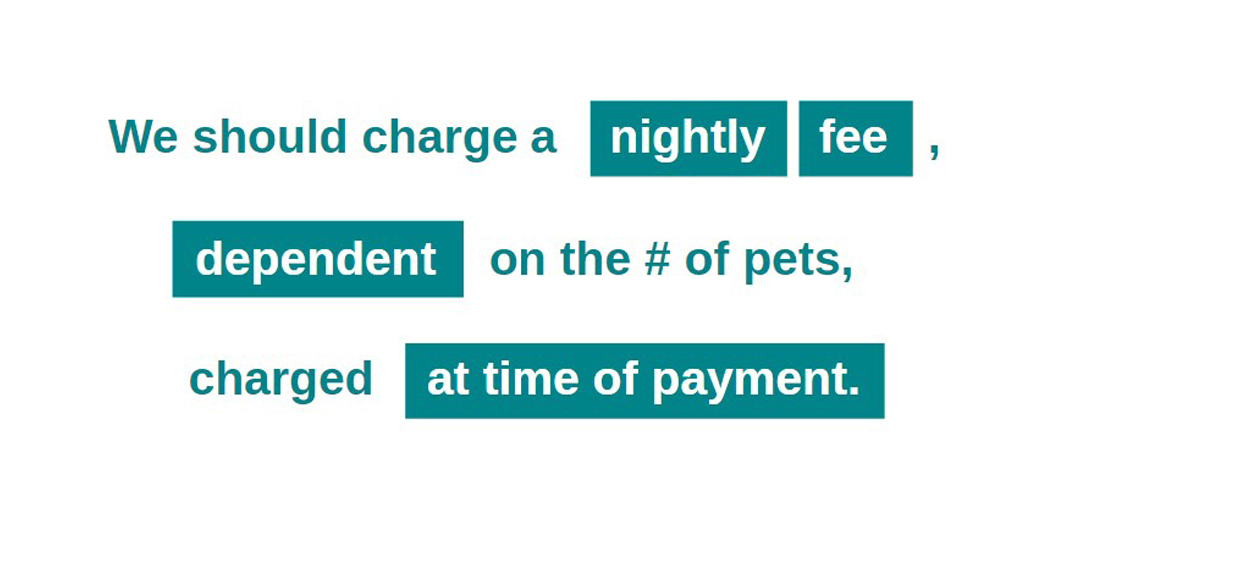 We should charge a nightly fee ,
dependent on the # of pets,
charged at time of payment.